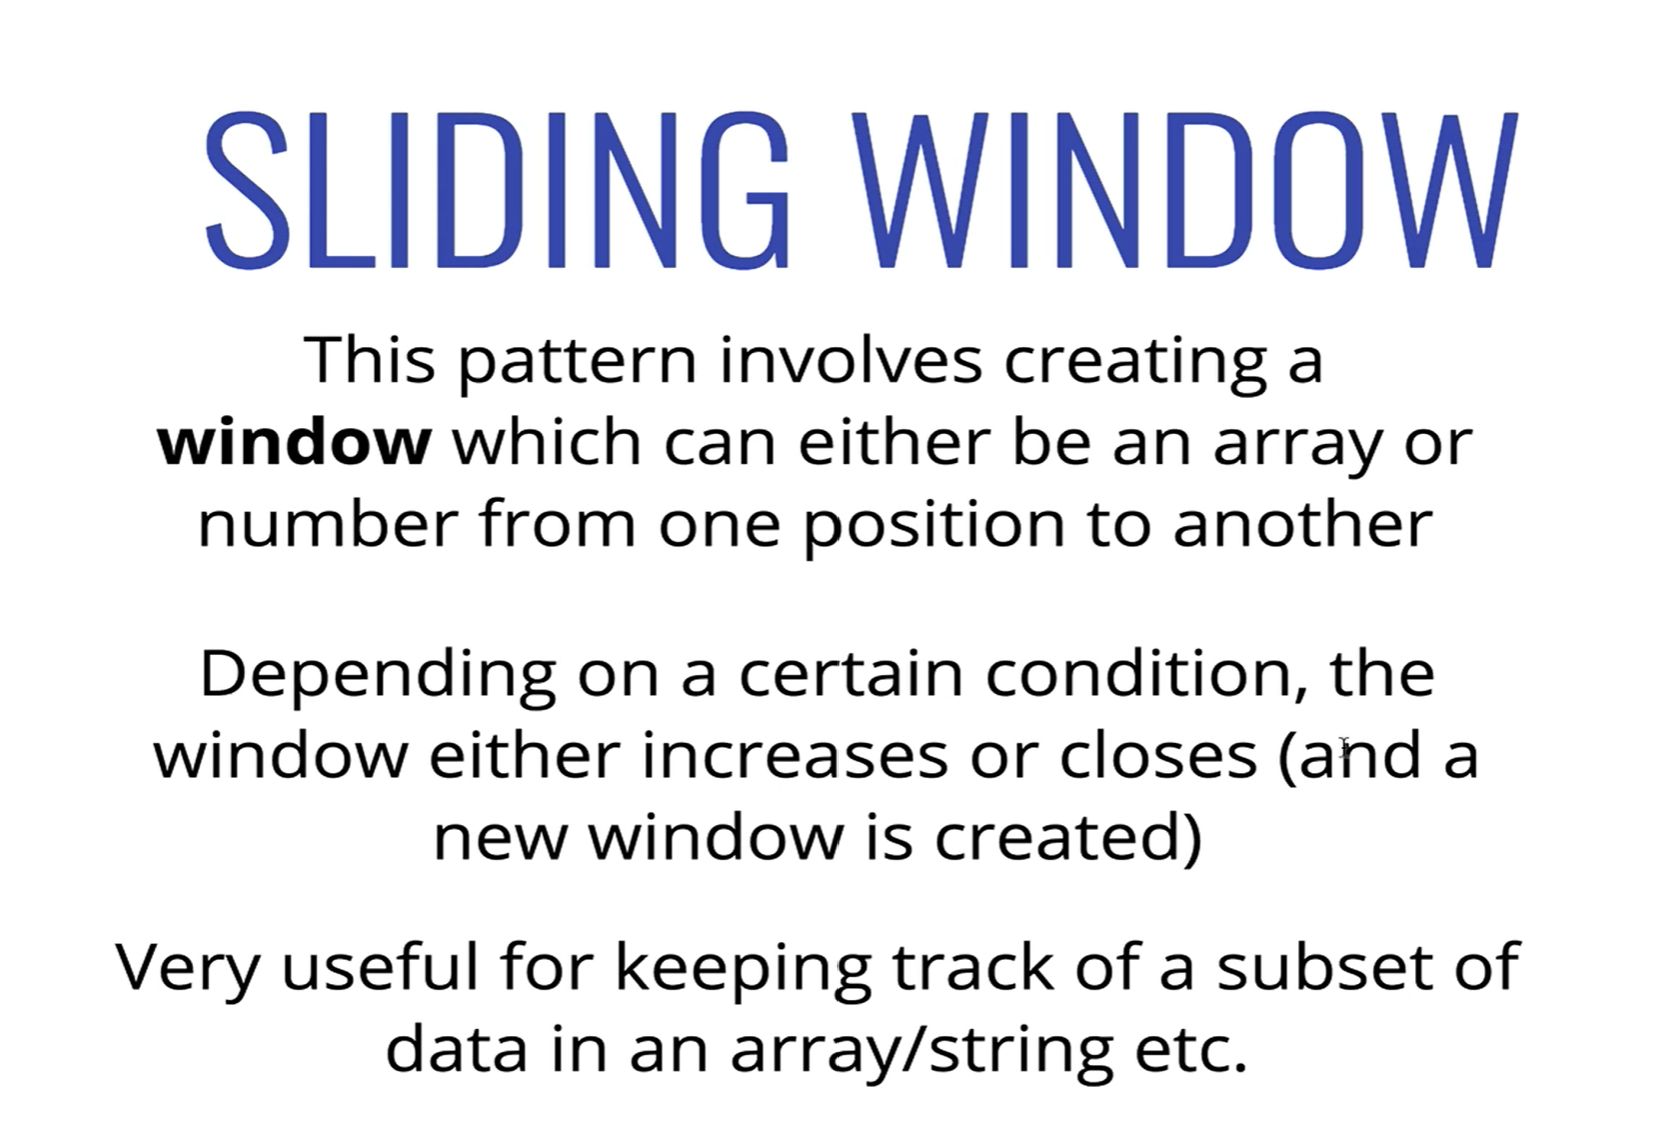 SLIDING WINDOW
This pattern involves creating a
window which can either be an array or
number from one position to another
Depending on a certain condition, the
window either increases or closes (and a
new window is created)
Very useful for keeping track of a subset of
data in an array/string etc.